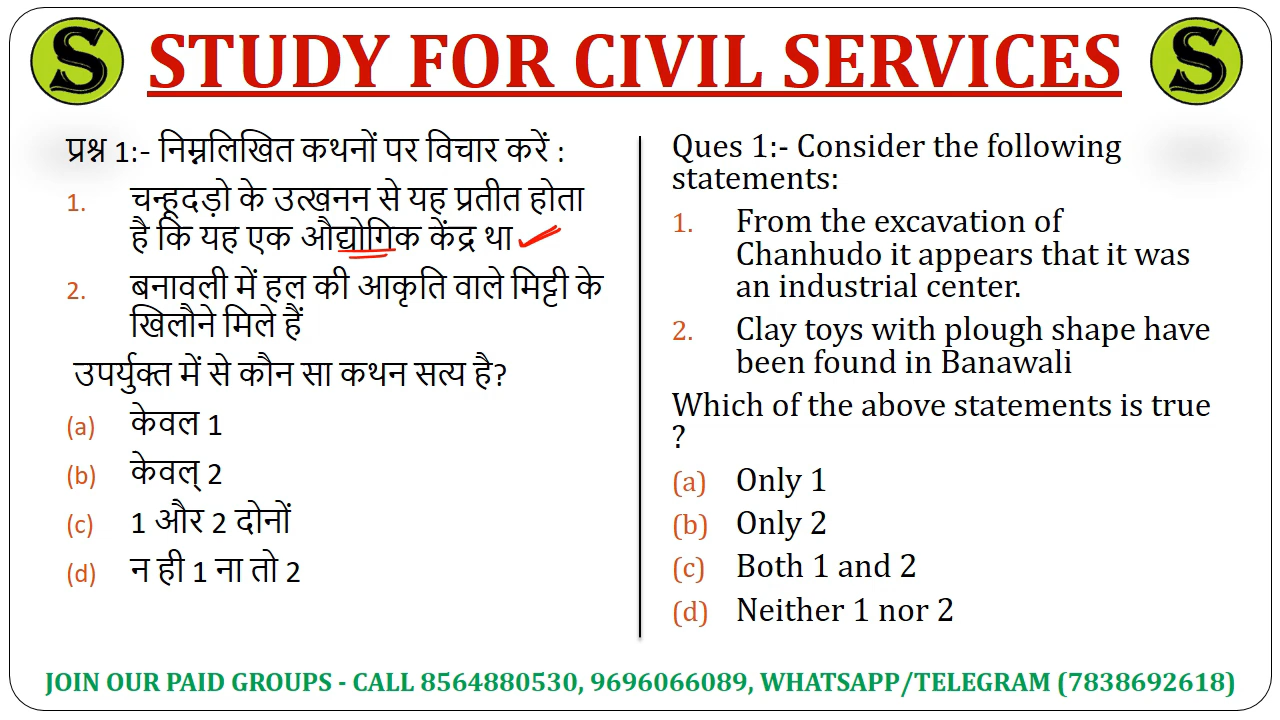 S
STUDY FOR CIVIL SERVICES
S
प्रश्न 1:- निम्नलिखित कथनों पर विचार करें :
1. चन्हूदड़ो के उत्खनन से यह प्रतीत होता
है कि यह एक औद्योगिक केंद्र था
2. बनावली में हल की आकृति वाले मिट्टी के
खिलौने मिले हैं
उपर्युक्त में से कौन सा कथन सत्य है?
(a) केवल 1
(b) केवल् 2
(c) 1 और 2 दोनों
(d) न ही 1 ना तो 2
Ques 1:- Consider the following
statements:
1. From the excavation of
Chanhudo it appears that it was
an industrial center.
2. Clay toys with plough shape have
been found in Banawali
Which of the above statements is true
?
(a) Only 1
(b) Only 2
(c) Both 1 and 2
(d) Neither 1 nor 2
JOIN OUR PAID GROUPS - CALL 8564880530, 9696066089, WHATSAPP/TELEGRAM (7838692618)